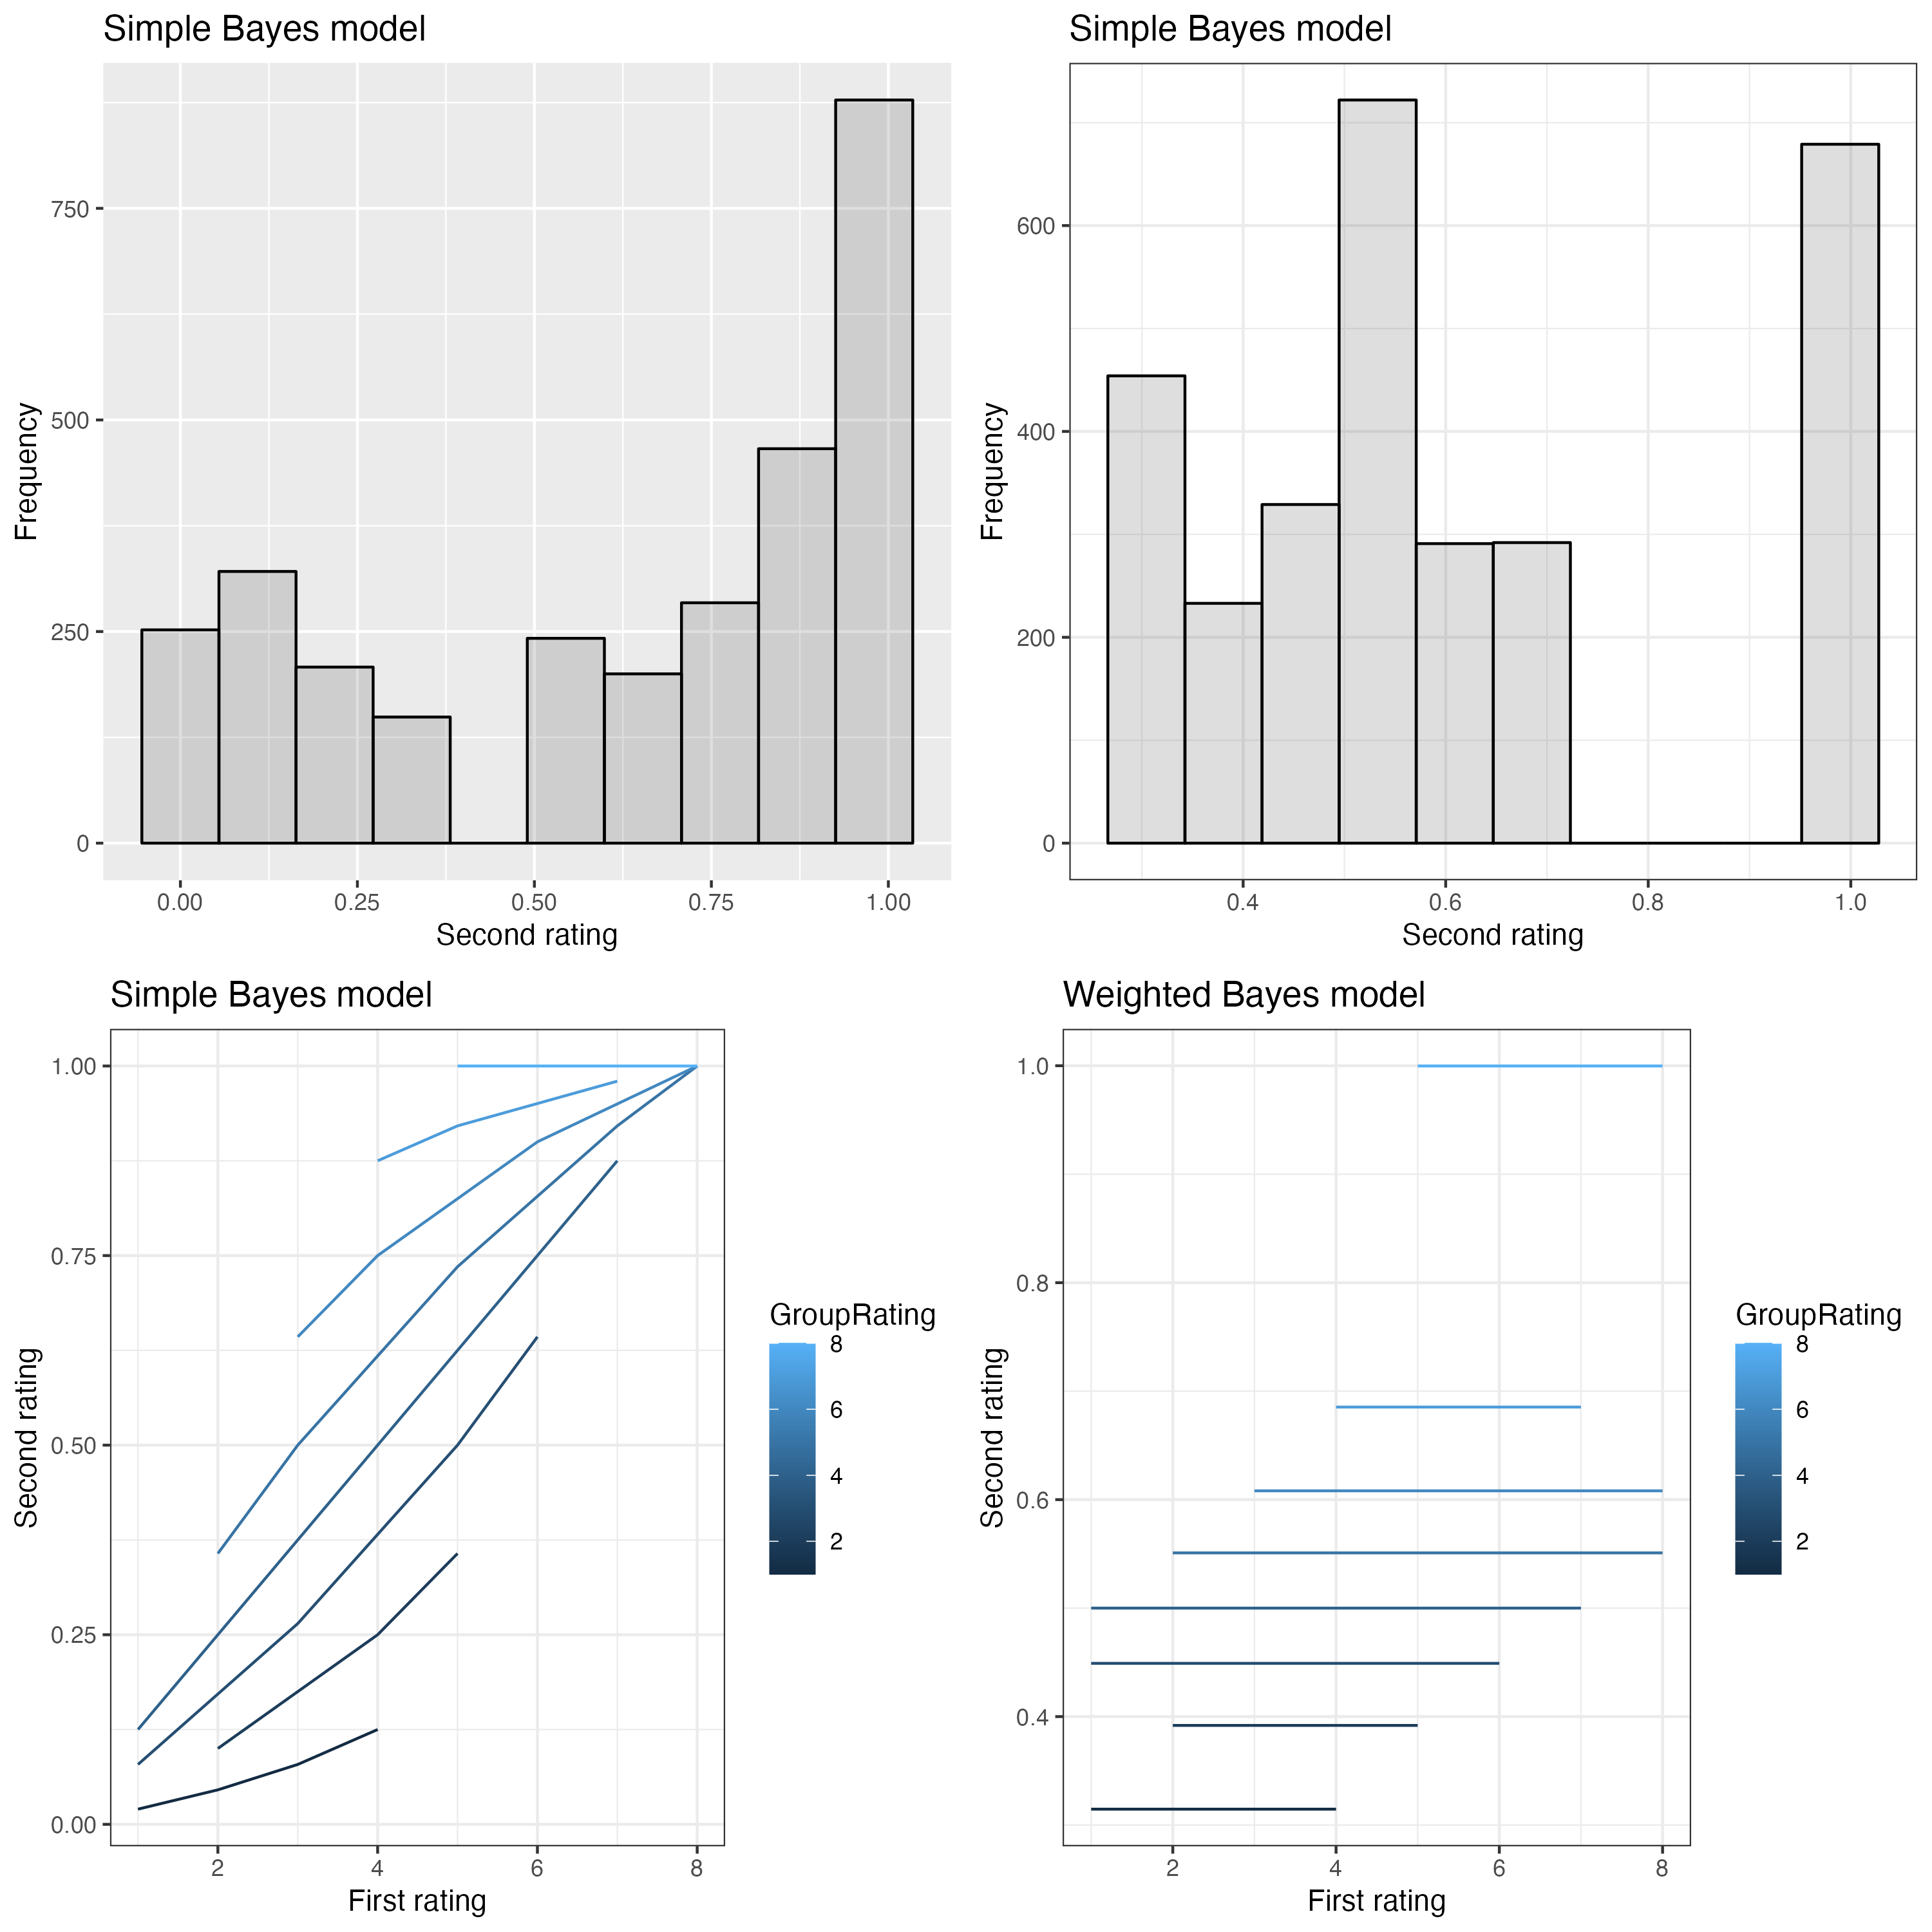 Simple Bayes model
Frequency
750
500
250
0
0.00 0.25 0.50 0.75 1.00
Second rating
Simple Bayes model
Frequency
600
400
200
0
0.4 0.6 0.8 1.0
Second rating
Simple Bayes model
Second rating
1.00
0.75
0.50
0.25
0.00
2 4 6 8
First rating
GroupRating
8
6
4
2
Weighted Bayes model
Second rating
1.0
0.8
0.6
0.4
2 4 6 8
First rating
GroupRating
8
6
4
2